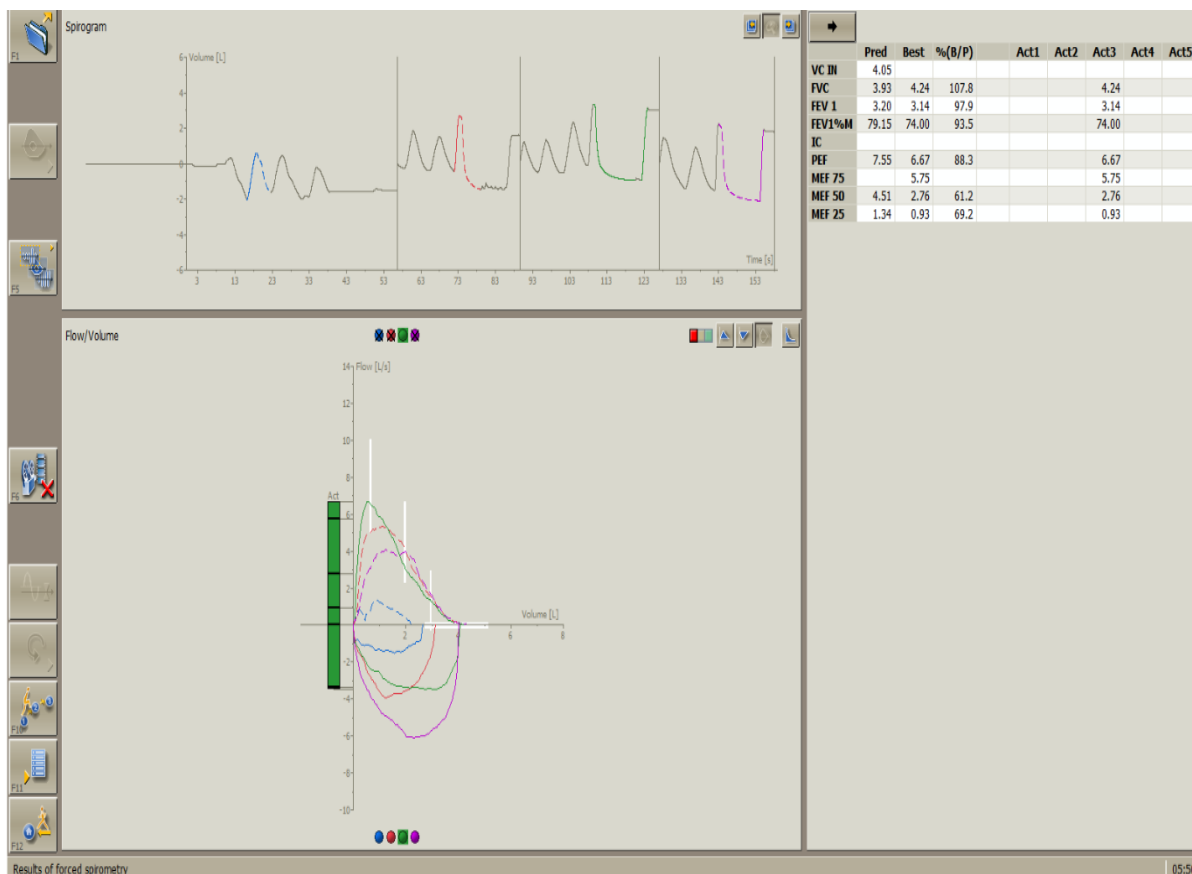 F1
F5
F6
F10
F11
F12
Spirogram
Volume [L]
6
4
2
0
-2
-4
-6
Time [s]
3 13 23 33 43 53 63 73 83 93 103 113 123 133 143 153
Flow/Volume
14 Flow [L/s]
12
10
8
6
4
2
0
-2
-4
-6
-8
-10
Act
Volume [L]
2 4 6 8
Pred Best %(B/P) Act1 Act2 Act3 Act4 Act5
VC IN 4.05
FVC 3.93 4.24 107.8 4.24
FEV 1 3.20 3.14 97.9 3.14
FEV1%M 79.15 74.00 93.5 74.00
IC
PEF 7.55 6.67 88.3 6.67
MEF 75 5.75 5.75
MEF 50 4.51 2.76 61.2 2.76
MEF 25 1.34 0.93 69.2 0.93
Results of forced spirometry